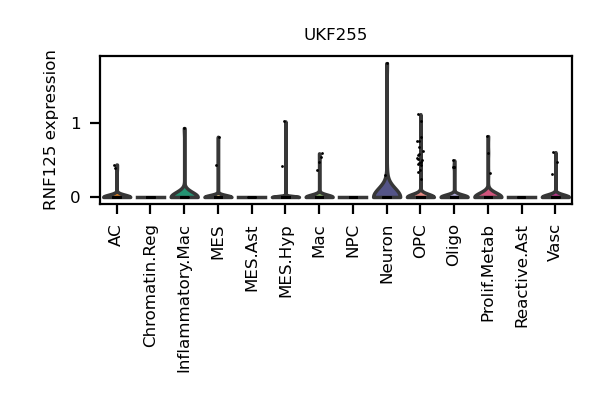 UKF255
RNF125 expression
1
0
AC
Chromatin.Reg
Inflammatory.Mac
MES
MES.Ast
MES.Hyp
Mac
NPC
Neuron
OPC
Oligo
Prolif.Metab
Reactive.Ast
Vasc